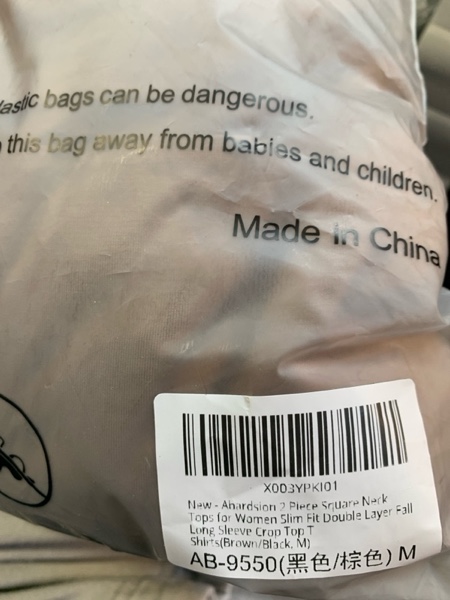 plastic bags can be dangerous.
this bag away from babies and children.
Made in China
X003YPKI01
New - Abardsion 2 Piece Square Neck
Tops for Women Slim Fit Double Layer Fall
Long Sleeve Crop Top T
Shirts(Brown/Black, M)
AB-9550(黑色/棕色) M